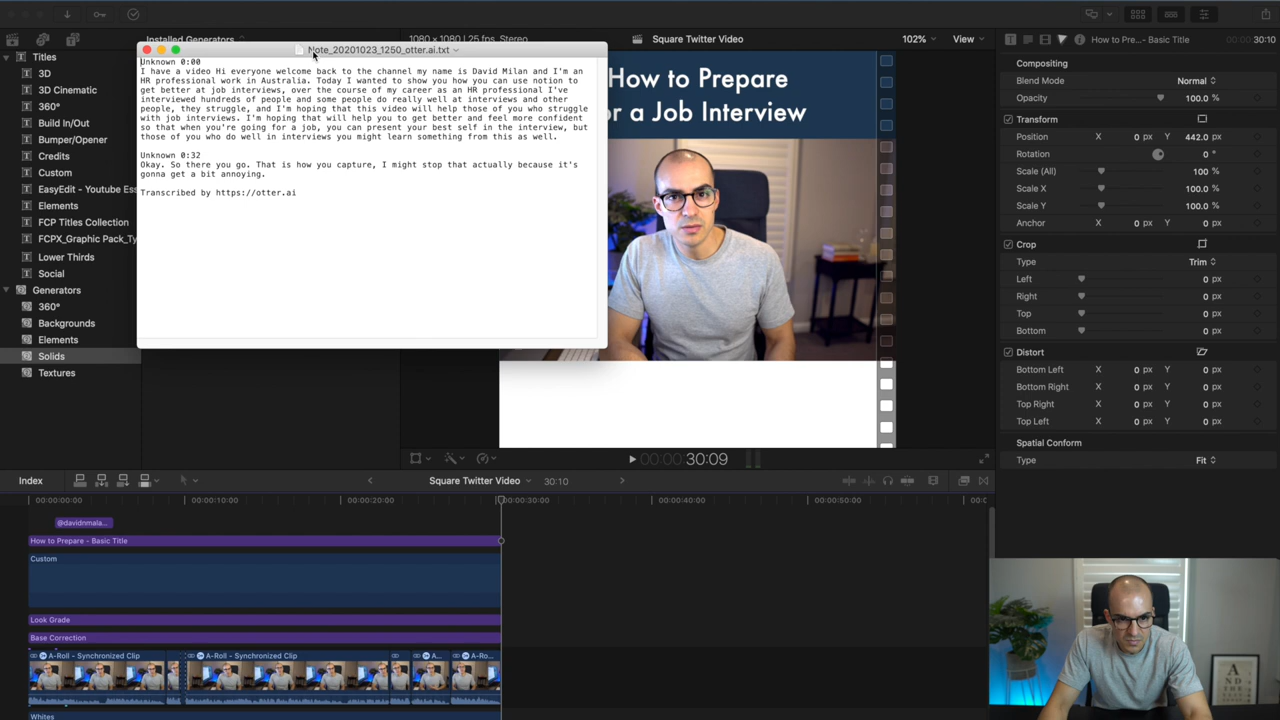 Installed Generators
1080 x 1080 | 25 fps, Stereo
Square Twitter Video
102%
View
How to Prep...- Basic Title
30:10
Titles
3D
3D Cinematic
360°
Build In/Out
Bumper/Opener
Credits
Custom
EasyEdit - Youtube Ess
Elements
FCP Titles Collection
FCPX_Graphic Pack_Ty
Lower Thirds
Social
Generators
360°
Backgrounds
Elements
Solids
Textures
Note_20201023_1250_otter.ai.txt
Unknown 0:00
I have a video Hi everyone welcome back to the channel my name is David Milan and I'm an
HR professional work in Australia. Today I wanted to show you how you can use notion to
get better at job interviews, over the course of my career as an HR professional I've
interviewed hundreds of people and some people do really well at interviews and other
people, they struggle, and I'm hoping that this video will help those of you who struggle
with job interviews. I'm hoping that will help you to get better and feel more confident
so that when you're going for a job, you can present your best self in the interview, but
those of you who do well in interviews you might learn something from this as well.
Unknown 0:32
Okay. So there you go. That is how you capture, I might stop that actually because it's
gonna get a bit annoying.
Transcribed by https://otter.ai
How to Prepare
or a Job Interview
Compositing
Blend Mode Normal
Opacity 100.0 %
Transform
Position X 0 px Y 442.0 px
Rotation 0 °
Scale (All) 100 %
Scale X 100.0 %
Scale Y 100.0 %
Anchor X 0 px Y 0 px
Crop
Type Trim
Left 0 px
Right 0 px
Top 0 px
Bottom 0 px
Distort
Bottom Left X 0 px Y 0 px
Bottom Right X 0 px Y 0 px
Top Right X 0 px Y 0 px
Top Left X 0 px Y 0 px
Spatial Conform
Type Fit
00:00:30:09
Index
Square Twitter Video
30:10
00:00:00:00
00:00:10:00
00:00:20:00
00:00:30:00
00:00:40:00
00:00:50:00
@davidnmala...
How to Prepare - Basic Title
Custom
Look Grade
Base Correction
A-Roll - Synchronized Clip
A-Roll - Synchronized Clip
A...
A-Ro...
Whites